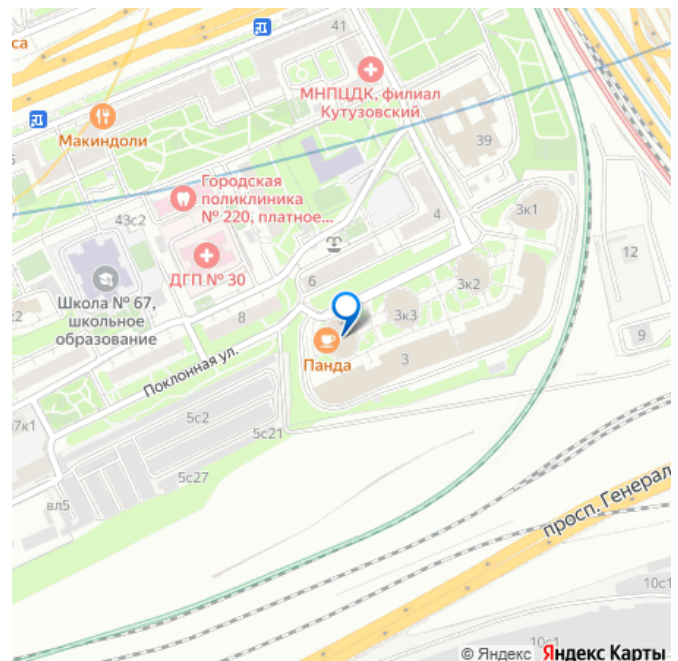 са
41
МНПЦДК, филиал
Кутузовский
Макиндоли
39
Городская
поликлиника
№ 220, платное...
43с2
4
3к1
ДГП № 30
6
12
Школа № 67,
школьное
образование
3к2
8
3к3
9
Панда
3
Поклонная ул.
5с2
7к1
5с21
5с27
вл5
просп. Генерал
10с1
10с1
© Яндекс Яндекс Карты